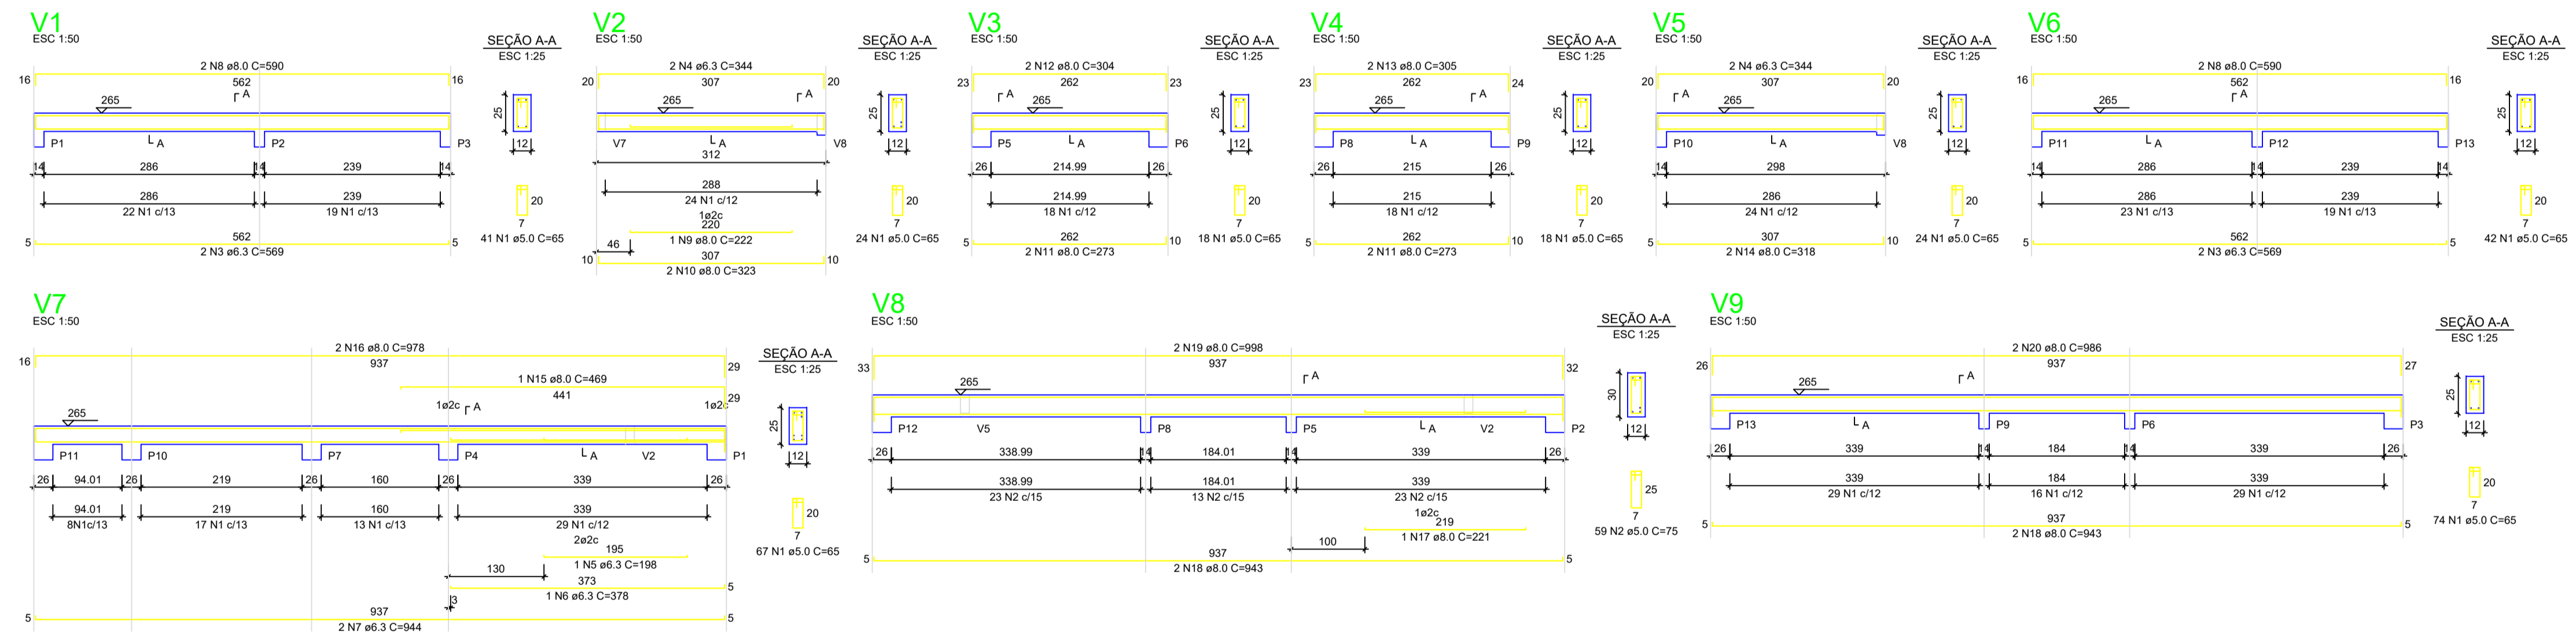 V1
ESC 1:50
SEÇÃO A-A
ESC 1:25
2 N8 ø8.0 C=590
16
562
16
A
265
25
P1
A
P2
P3
12
14
286
14
239
14
286
239
22 N1 c/13
19 N1 c/13
20
7
41 N1 ø5.0 C=65
5
562
5
2 N3 ø6.3 C=569
V2
ESC 1:50
SEÇÃO A-A
ESC 1:25
2 N4 ø6.3 C=344
20
307
20
A
265
25
V7
A
V8
12
312
288
24 N1 c/12
20
7
24 N1 ø5.0 C=65
1ø2c
220
46
1 N9 ø8.0 C=222
10
307
10
2 N10 ø8.0 C=323
V3
ESC 1:50
SEÇÃO A-A
ESC 1:25
2 N12 ø8.0 C=304
23
262
23
A
265
25
P5
A
P6
12
26
214.99
26
214.99
18 N1 c/12
20
7
18 N1 ø5.0 C=65
5
262
10
2 N11 ø8.0 C=273
V4
ESC 1:50
SEÇÃO A-A
ESC 1:25
2 N13 ø8.0 C=305
23
262
24
A
265
25
P8
A
P9
12
26
215
26
215
18 N1 c/12
20
7
18 N1 ø5.0 C=65
5
262
10
2 N11 ø8.0 C=273
V5
ESC 1:50
SEÇÃO A-A
ESC 1:25
2 N4 ø6.3 C=344
20
307
20
A
265
25
P10
A
V8
12
14
298
286
24 N1 c/12
20
7
24 N1 ø5.0 C=65
5
307
10
2 N14 ø8.0 C=318
V6
ESC 1:50
SEÇÃO A-A
ESC 1:25
2 N8 ø8.0 C=590
16
562
16
A
265
25
P11
A
P12
P13
12
14
286
14
239
14
286
239
23 N1 c/13
19 N1 c/13
20
7
42 N1 ø5.0 C=65
5
562
5
2 N3 ø6.3 C=569
V7
ESC 1:50
SEÇÃO A-A
ESC 1:25
2 N16 ø8.0 C=978
16
937
29
1 N15 ø8.0 C=469
441
29
1ø2c
A
1ø2c
265
25
P11
P10
P7
P4
A
V2
P1
12
26
94.01
26
219
26
160
26
339
26
94.01
219
160
339
8N1c/13
17 N1 c/13
13 N1 c/13
29 N1 c/12
20
7
67 N1 ø5.0 C=65
2ø2c
195
130
1 N5 ø6.3 C=198
373
5
3
1 N6 ø6.3 C=378
5
937
5
2 N7 ø6.3 C=944
V8
ESC 1:50
SEÇÃO A-A
ESC 1:25
2 N19 ø8.0 C=998
33
937
32
A
265
30
P12
V5
P8
P5
A
V2
P2
12
26
338.99
14
184.01
14
339
26
338.99
184.01
339
23 N2 c/15
13 N2 c/15
23 N2 c/15
25
7
59 N2 ø5.0 C=75
1ø2c
219
100
1 N17 ø8.0 C=221
5
937
5
2 N18 ø8.0 C=943
V9
ESC 1:50
SEÇÃO A-A
ESC 1:25
2 N20 ø8.0 C=986
26
937
27
A
265
25
P13
A
P9
P6
P3
12
26
339
14
184
14
339
26
339
184
339
29 N1 c/12
16 N1 c/12
29 N1 c/12
20
7
74 N1 ø5.0 C=65
5
937
5
2 N18 ø8.0 C=943